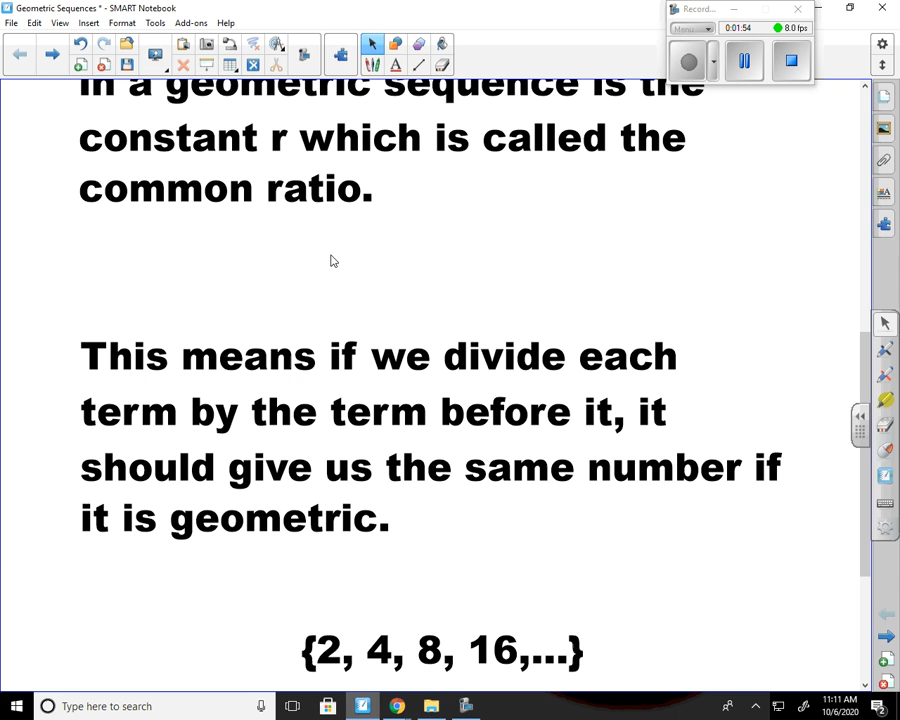 Geometric Sequences * - SMART Notebook
File Edit View Insert Format Tools Add-ons Help
Record...
Menu
0:01:54
8.0 fps
in a geometric sequence is the
constant r which is called the
common ratio.
This means if we divide each
term by the term before it, it
should give us the same number if
it is geometric.
{2, 4, 8, 16,...}
Type here to search
11:11 AM
10/6/2020
2